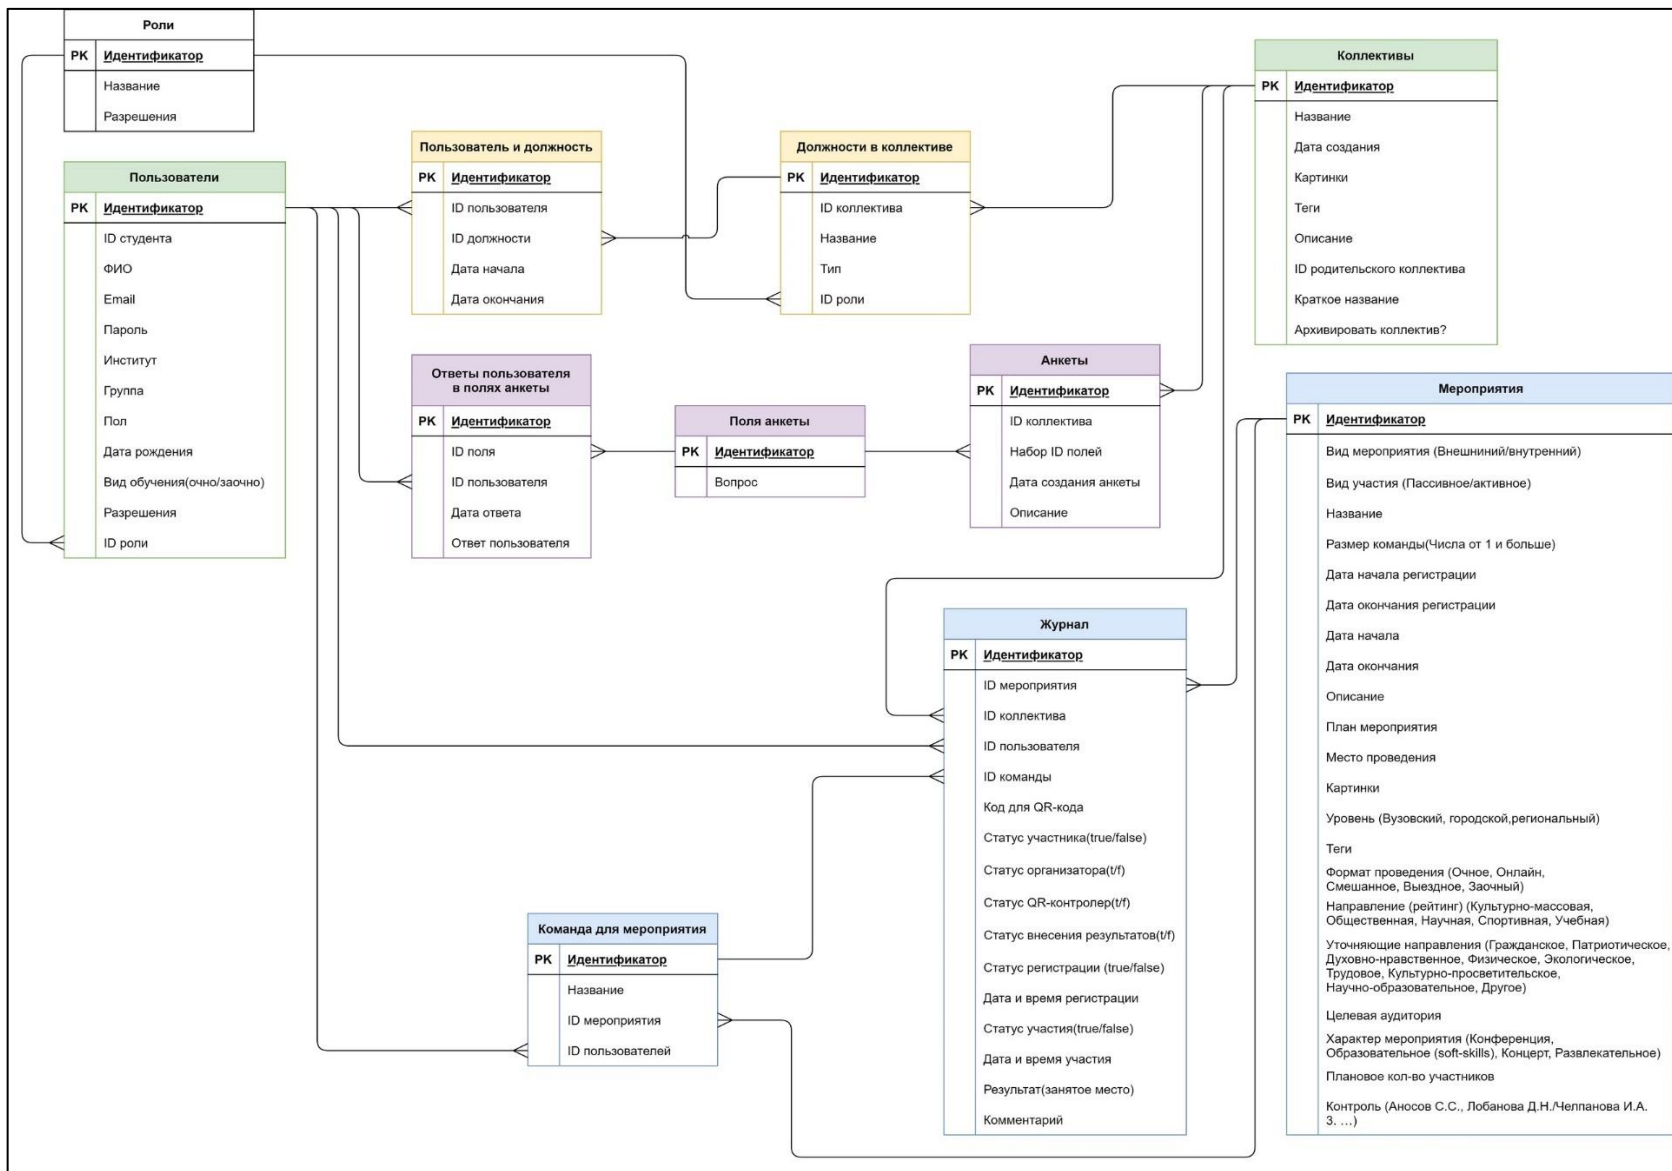 Роли
PK Идентификатор
Название
Разрешения
Пользователи
PK Идентификатор
ID студента
ФИО
Email
Пароль
Институт
Группа
Пол
Дата рождения
Вид обучения(очно/заочно)
Разрешения
ID роли
Пользователь и должность
PK Идентификатор
ID пользователя
ID должности
Дата начала
Дата окончания
Должности в коллективе
PK Идентификатор
ID коллектива
Название
Тип
ID роли
Коллективы
PK Идентификатор
Название
Дата создания
Картинки
Теги
Описание
ID родительского коллектива
Краткое название
Архивировать коллектив?
Ответы пользователя
в полях анкеты
PK Идентификатор
ID поля
ID пользователя
Дата ответа
Ответ пользователя
Поля анкеты
PK Идентификатор
Вопрос
Анкеты
PK Идентификатор
ID коллектива
Набор ID полей
Дата создания анкеты
Описание
Мероприятия
PK Идентификатор
Вид мероприятия (Внешниний/внутренний)
Вид участия (Пассивное/активное)
Название
Размер команды(Числа от 1 и больше)
Дата начала регистрации
Дата окончания регистрации
Дата начала
Дата окончания
Описание
План мероприятия
Место проведения
Картинки
Уровень (Вузовский, городской,региональный)
Теги
Формат проведения (Очное, Онлайн,
Смешанное, Выездное, Заочный)
Направление (рейтинг) (Культурно-массовая,
Общественная, Научная, Спортивная, Учебная)
Уточняющие направления (Гражданское, Патриотическое,
Духовно-нравственное, Физическое, Экологическое,
Трудовое, Культурно-просветительское,
Научно-образовательное, Другое)
Целевая аудитория
Характер мероприятия (Конференция,
Образовательное (soft-skills), Концерт, Развлекательное)
Плановое кол-во участников
Контроль (Аносов С.С., Лобанова Д.Н./Челпанова И.А.
3. ...)
Журнал
PK Идентификатор
ID мероприятия
ID коллектива
ID пользователя
ID команды
Код для QR-кода
Статус участника(true/false)
Статус организатора(t/f)
Статус QR-контролер(t/f)
Статус внесения результатов(t/f)
Статус регистрации (true/false)
Дата и время регистрации
Статус участия(true/false)
Дата и время участия
Результат(занятое место)
Комментарий
Команда для мероприятия
PK Идентификатор
Название
ID мероприятия
ID пользователей